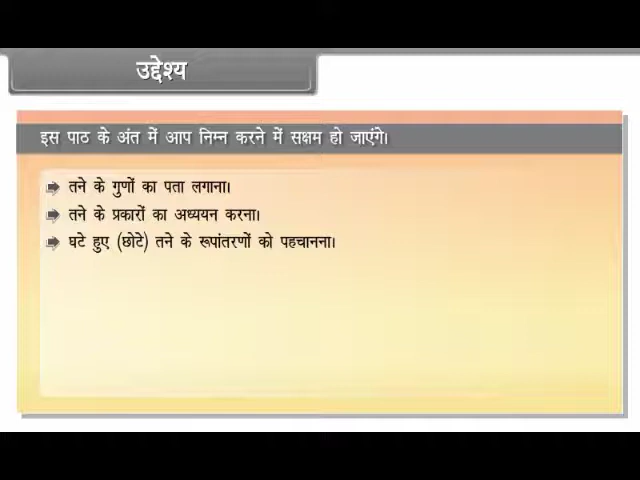 उद्देश्य
इस पाठ के अंत में आप निम्न करने में सक्षम हो जाएंगे।
तने के गुणों का पता लगाना।
तने के प्रकारों का अध्ययन करना।
घटे हुए (छोटे) तने के रूपांतरणों को पहचानना।